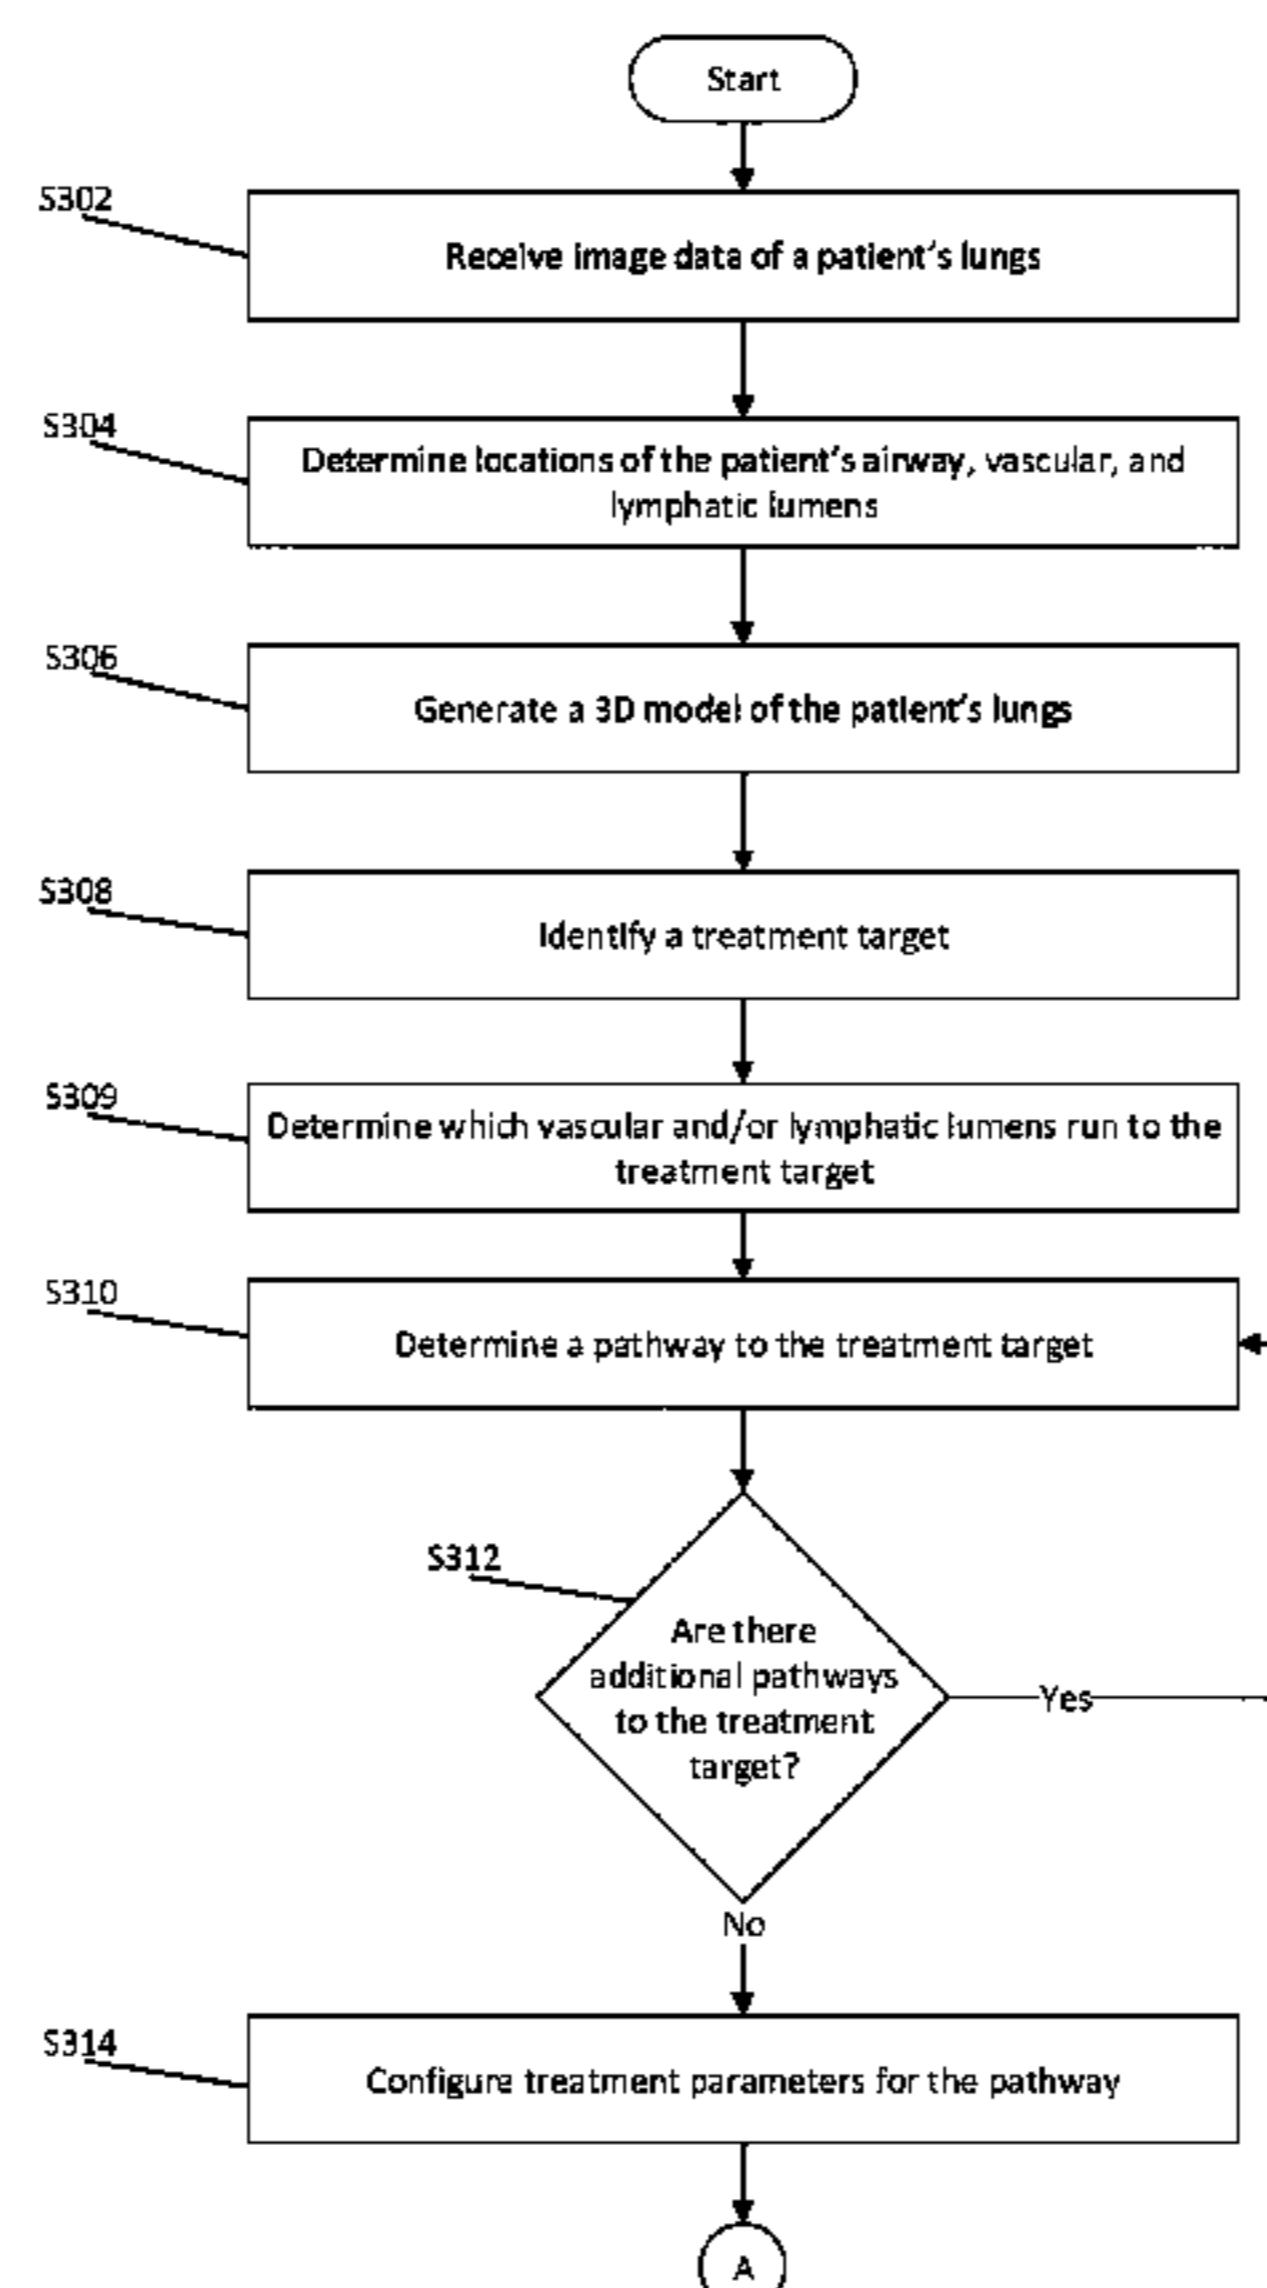 Start
S302
Receive image data of a patient's lungs
S304
Determine locations of the patient's airway, vascular, and
lymphatic lumens
S306
Generate a 3D model of the patient's lungs
S308
Identify a treatment target
S309
Determine which vascular and/or lymphatic lumens run to the
treatment target
S310
Determine a pathway to the treatment target
S312
Are there
additional pathways
to the treatment
target?
Yes
No
S314
Configure treatment parameters for the pathway
A